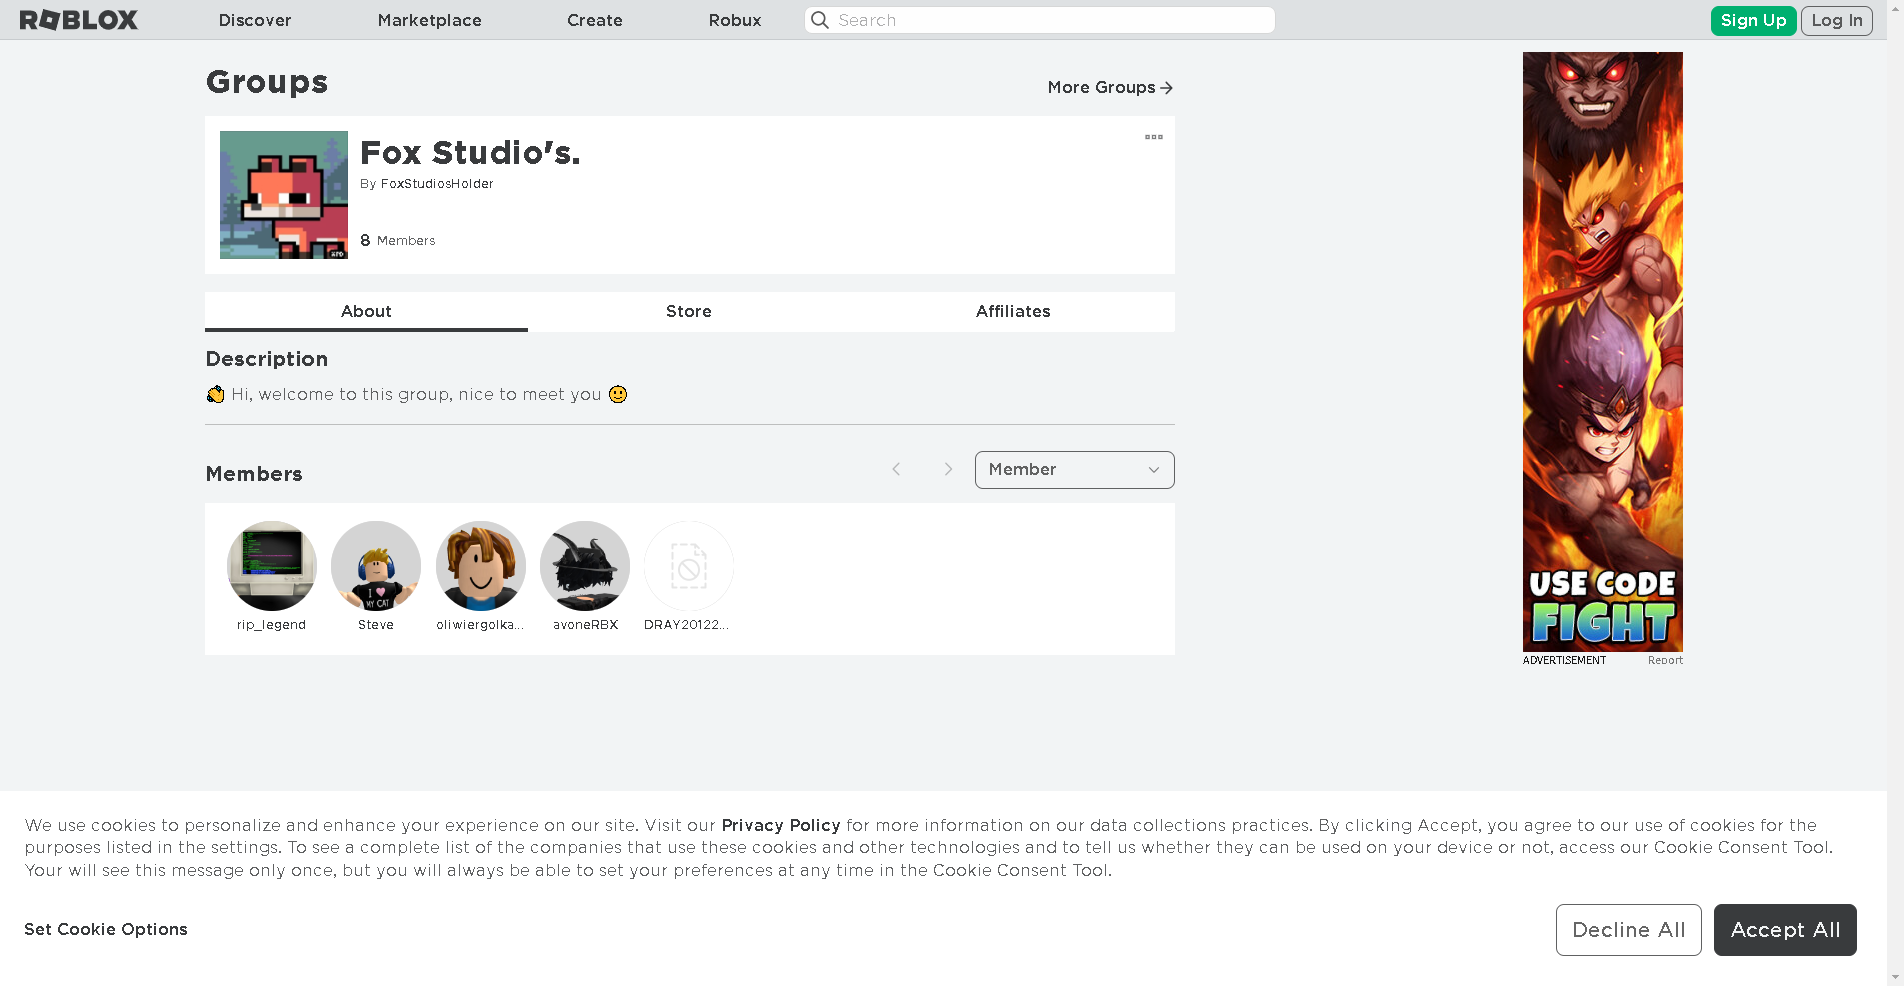 ROBLOX
Discover
Marketplace
Create
Robux
Search
Sign Up
Log In
Groups
More Groups
Fox Studio's.
By FoxStudiosHolder
8 Members
About
Store
Affiliates
Description
👋 Hi, welcome to this group, nice to meet you 🙂
Members
Member
I ❤ MY CAT
rip_legend
Steve
oliwiergolka...
avoneRBX
DRAY20122...
USE CODE
FIGHT
ADVERTISEMENT
Report
We use cookies to personalize and enhance your experience on our site. Visit our Privacy Policy for more information on our data collections practices. By clicking Accept, you agree to our use of cookies for the
purposes listed in the settings. To see a complete list of the companies that use these cookies and other technologies and to tell us whether they can be used on your device or not, access our Cookie Consent Tool.
Your will see this message only once, but you will always be able to set your preferences at any time in the Cookie Consent Tool.
Set Cookie Options
Decline All
Accept All